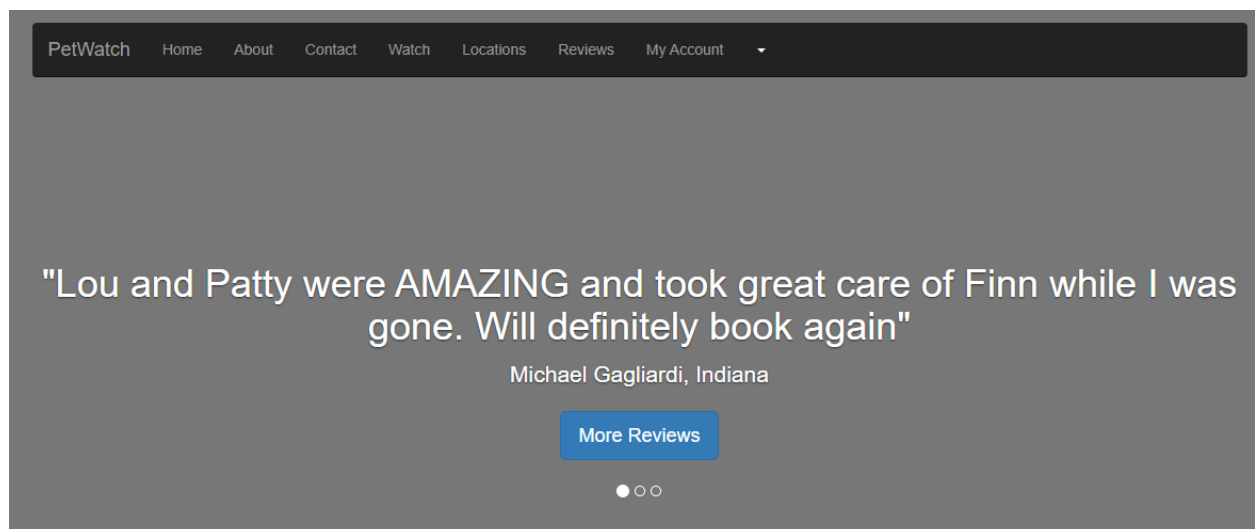 PetWatch Home About Contact Watch Locations Reviews My Account
"Lou and Patty were AMAZING and took great care of Finn while I was
gone. Will definitely book again"
Michael Gagliardi, Indiana
More Reviews